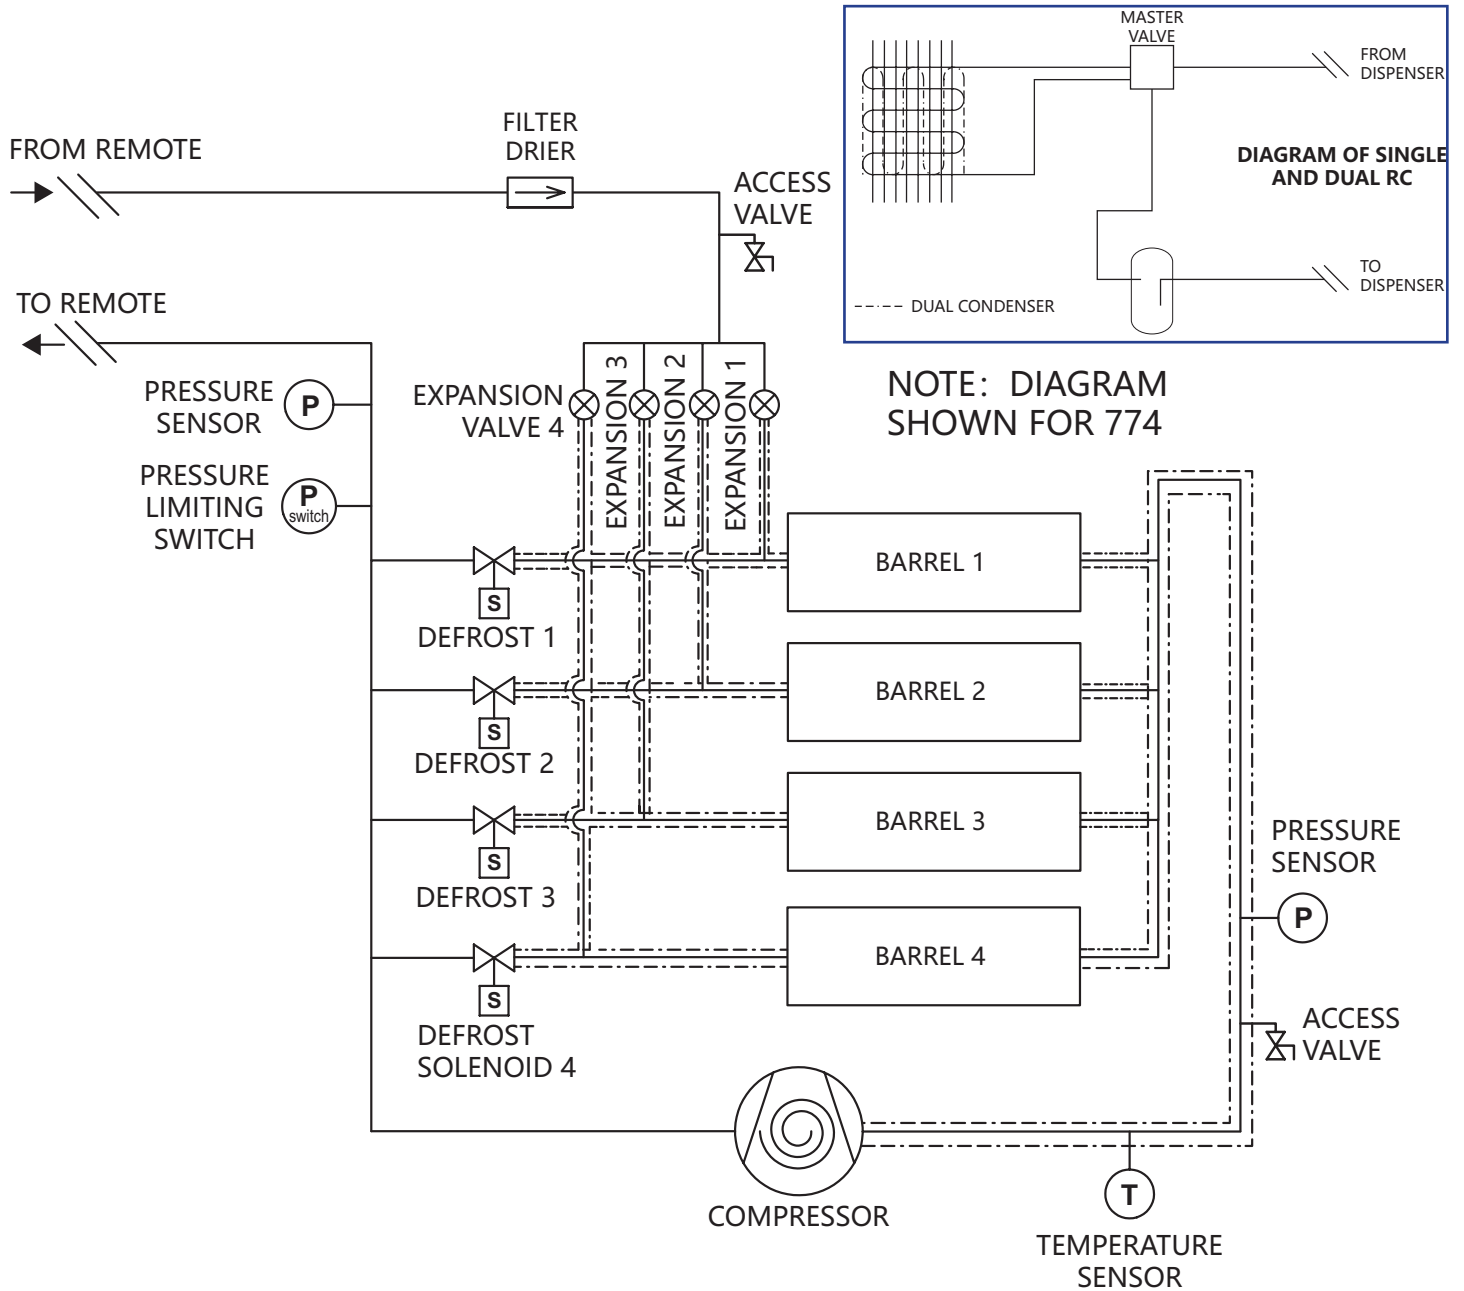 MASTER
VALVE
FROM
DISPENSER
DIAGRAM OF SINGLE
AND DUAL RC
TO
DISPENSER
DUAL CONDENSER
FILTER
DRIER
FROM REMOTE
ACCESS
VALVE
TO REMOTE
PRESSURE
SENSOR
P
EXPANSION
VALVE 4
EXPANSION 3
EXPANSION 2
EXPANSION 1
NOTE: DIAGRAM
SHOWN FOR 774
PRESSURE
LIMITING
SWITCH
P
switch
BARREL 1
S
DEFROST 1
BARREL 2
S
DEFROST 2
BARREL 3
S
DEFROST 3
PRESSURE
SENSOR
P
BARREL 4
S
DEFROST
SOLENOID 4
ACCESS
VALVE
COMPRESSOR
T
TEMPERATURE
SENSOR